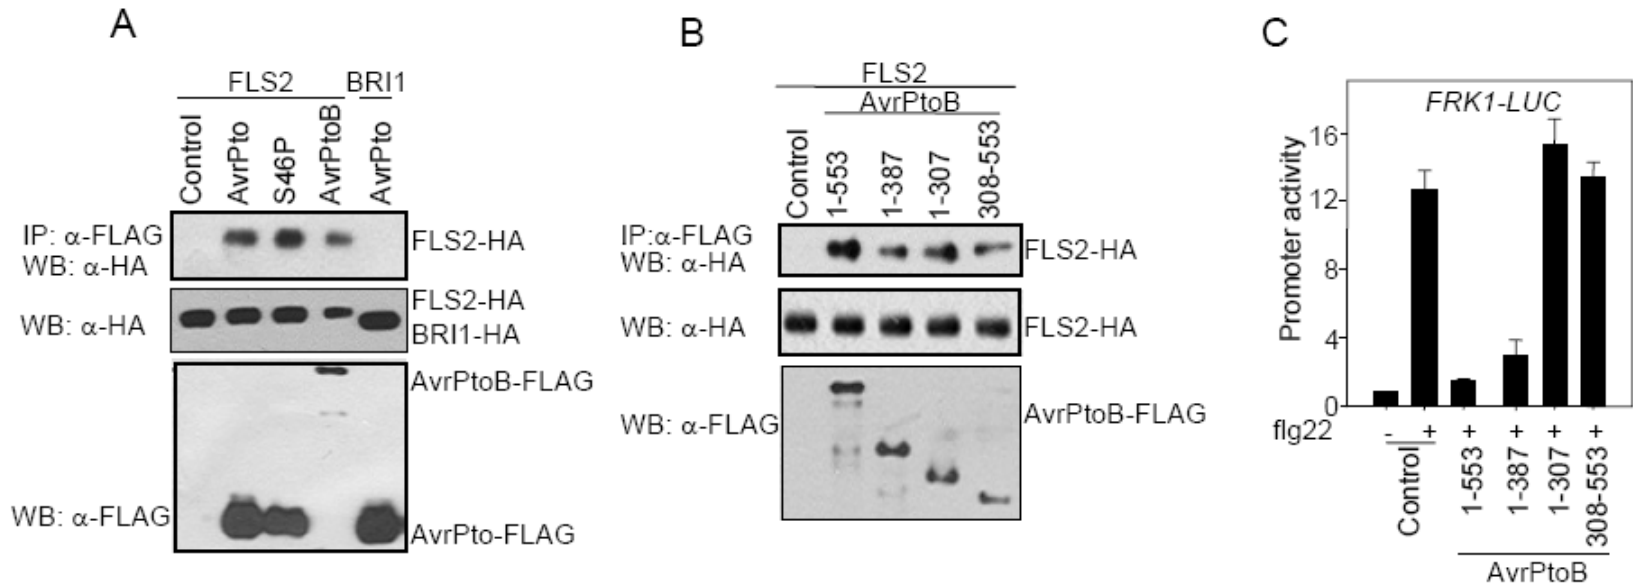 A
FLS2 BRI1
Control
AvrPto
S46P
AvrPtoB
AvrPto
IP: α-FLAG
WB: α-HA
FLS2-HA
WB: α-HA
FLS2-HA
BRI1-HA
AvrPtoB-FLAG
WB: α-FLAG
AvrPto-FLAG
B
FLS2
AvrPtoB
Control
1-553
1-387
1-307
308-553
IP:α-FLAG
WB: α-HA
FLS2-HA
WB: α-HA
FLS2-HA
WB: α-FLAG
AvrPtoB-FLAG
C
FRK1-LUC
Promoter activity
16
12
8
4
0
flg22 - + + + + +
Control
1-553
1-387
1-307
308-553
AvrPtoB